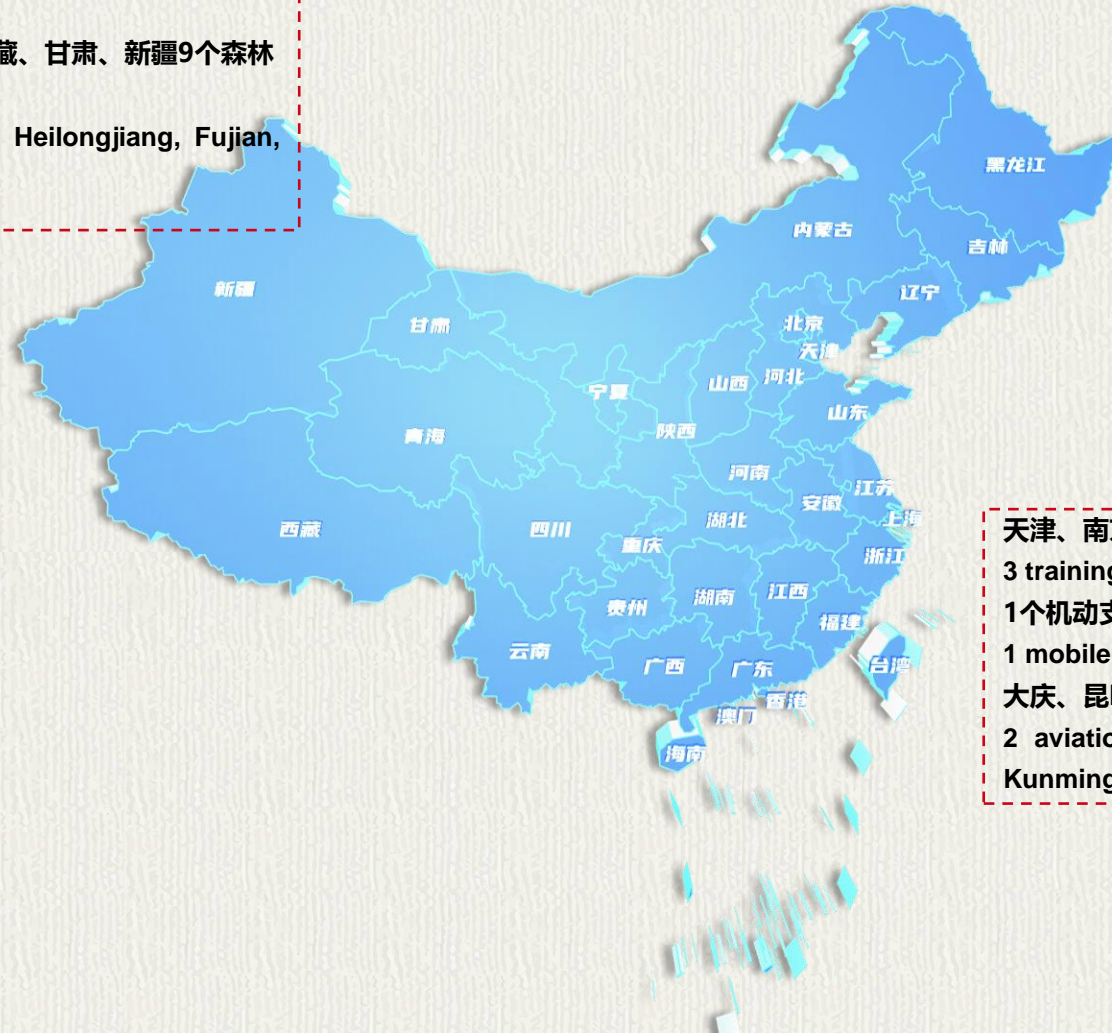 藏、甘肃、新疆9个森林
Heilongjiang, Fujian,
黑龙江
内蒙古
吉林
新疆
辽宁
甘肃
北京
天津
宁夏
山西
河北
山东
陕西
青海
河南
安徽
江苏
西藏
四川
湖北
上海
重庆
浙江
贵州
湖南
江西
福建
云南
广西
广东
台湾
香港
澳门
海南
天津、南
3 training
1个机动支
1 mobile
大庆、昆
2 aviatio
Kunming